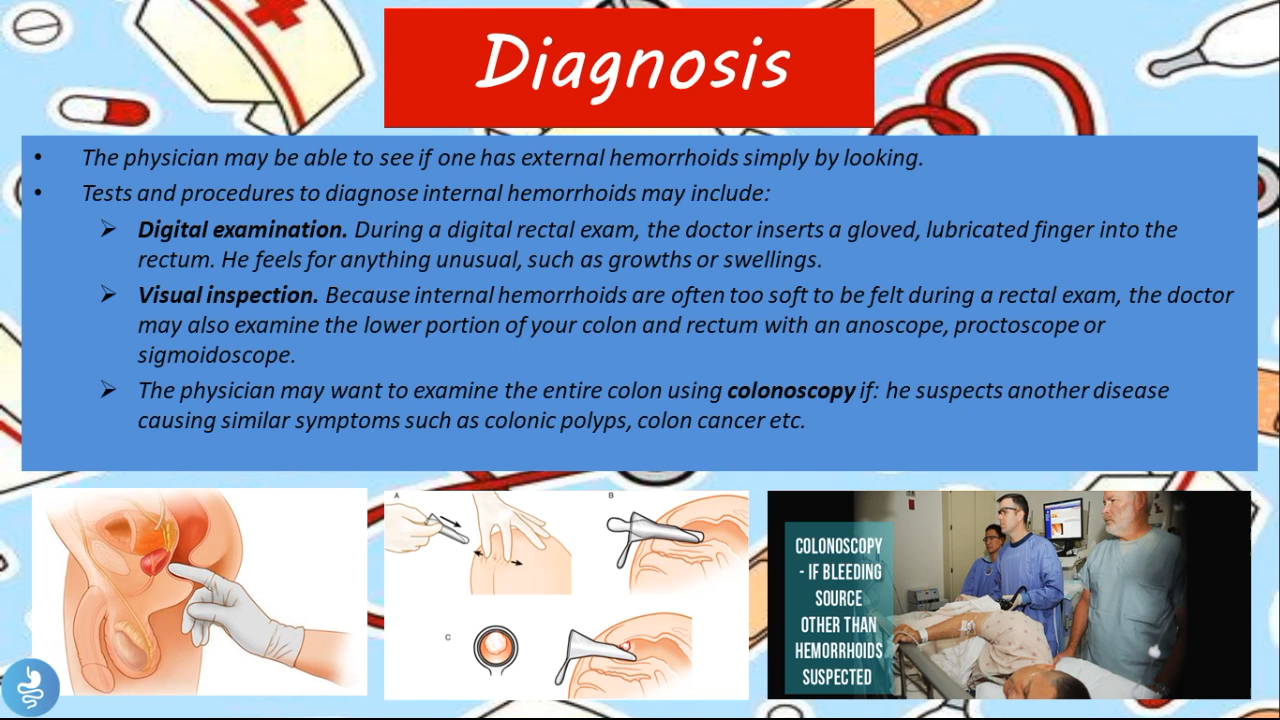 Diagnosis
• The physician may be able to see if one has external hemorrhoids simply by looking.
• Tests and procedures to diagnose internal hemorrhoids may include:
➢ Digital examination. During a digital rectal exam, the doctor inserts a gloved, lubricated finger into the
rectum. He feels for anything unusual, such as growths or swellings.
➢ Visual inspection. Because internal hemorrhoids are often too soft to be felt during a rectal exam, the doctor
may also examine the lower portion of your colon and rectum with an anoscope, proctoscope or
sigmoidoscope.
➢ The physician may want to examine the entire colon using colonoscopy if: he suspects another disease
causing similar symptoms such as colonic polyps, colon cancer etc.
A
B
C
COLONOSCOPY
- IF BLEEDING
SOURCE
OTHER THAN
HEMORRHOIDS
SUSPECTED